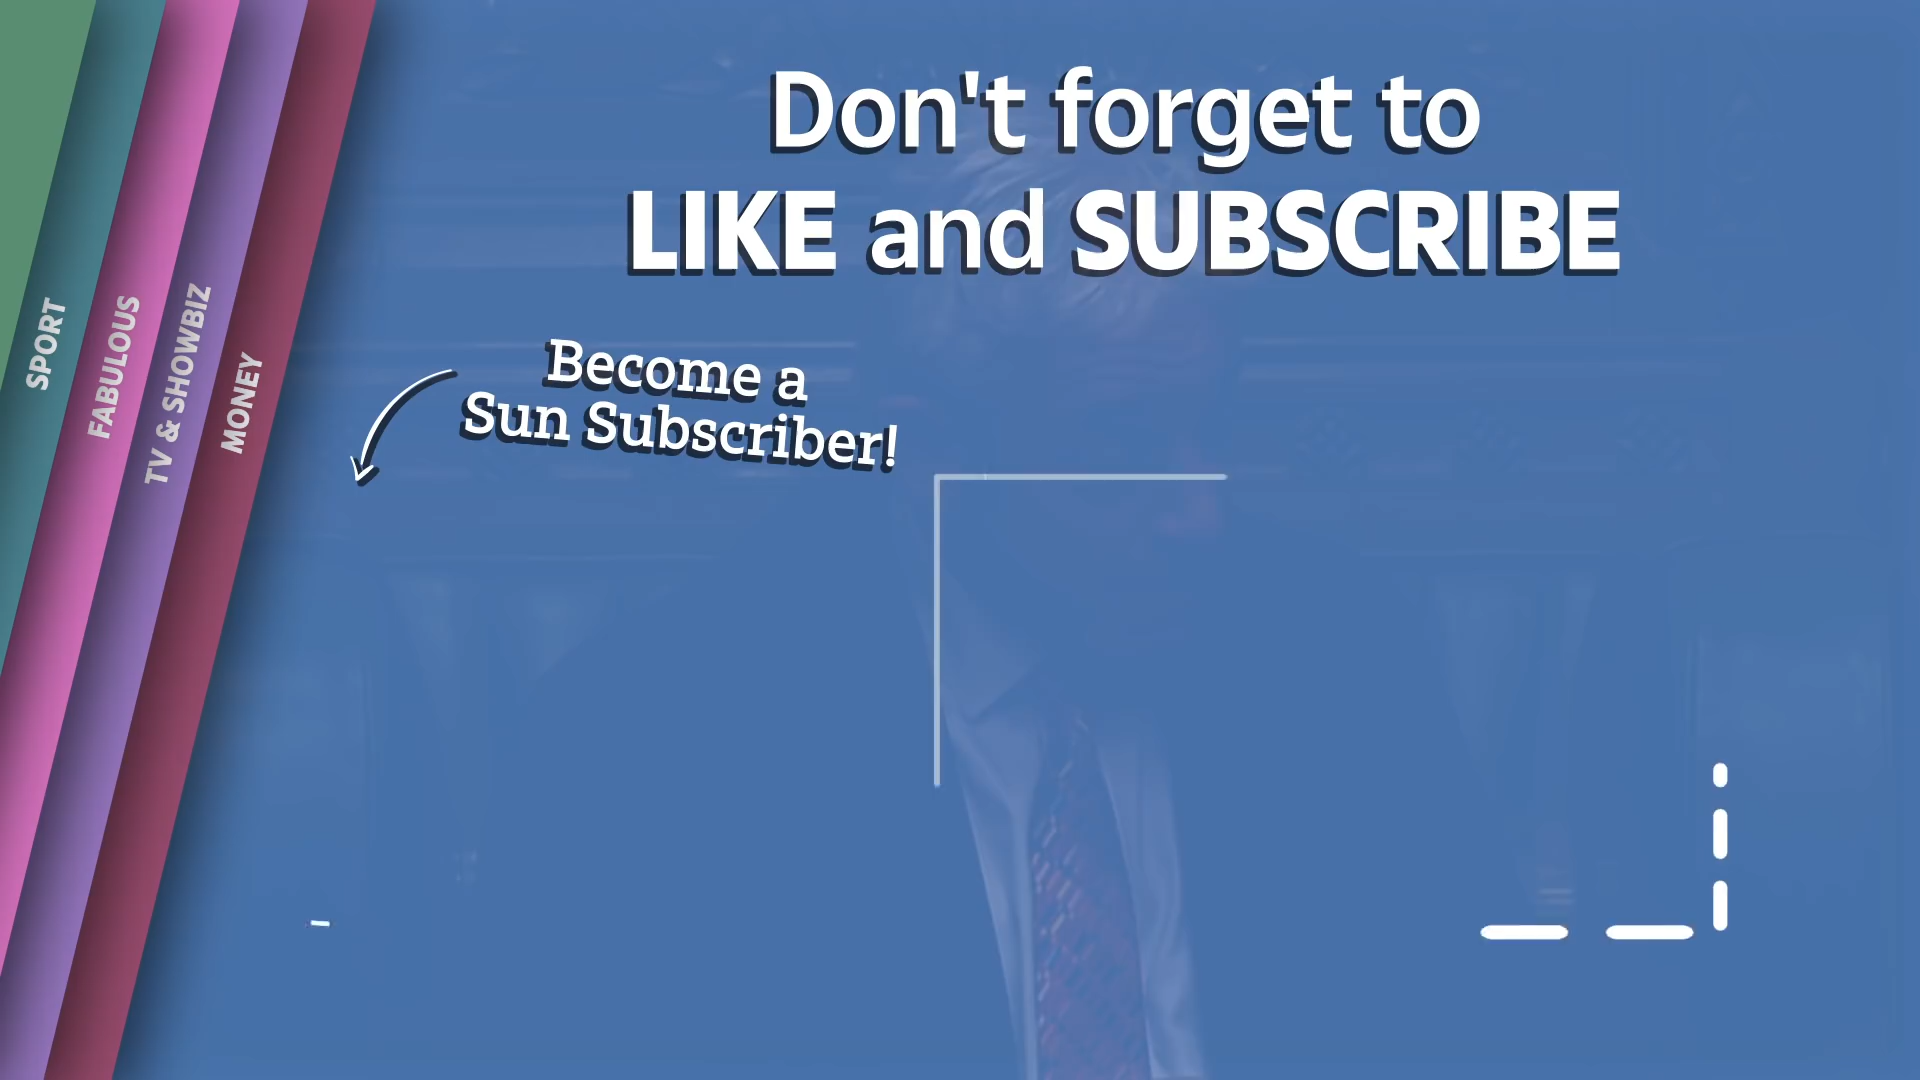 Don't forget to
LIKE and SUBSCRIBE
Become a
Sun Subscriber!
SPORT
FABULOUS
TV & SHOWBIZ
MONEY